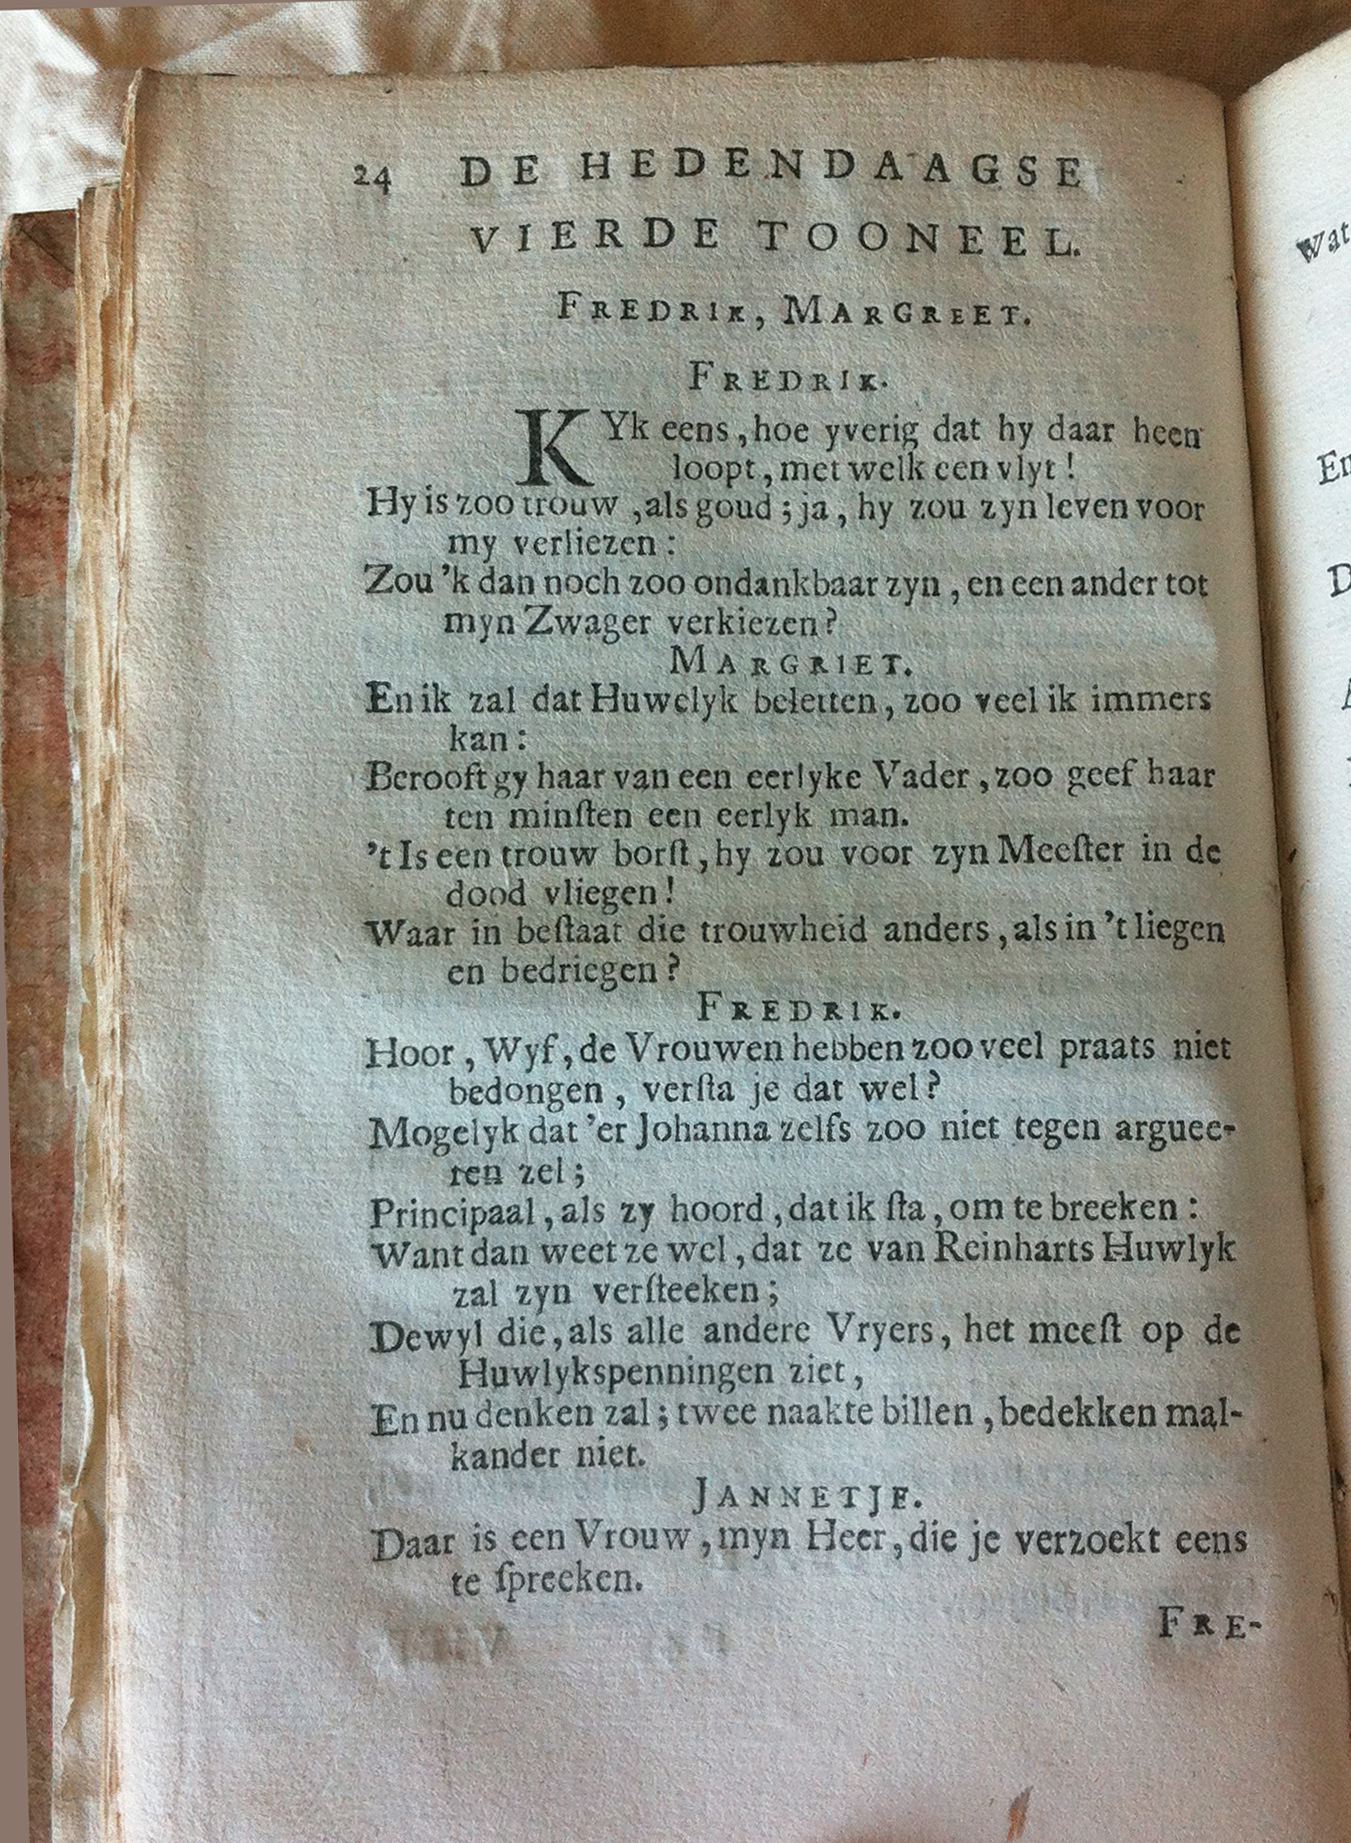 24 DE HEDENDAAGSE
VIERDE TOONEEL.
FREDRIK, MARGREET.
FREDRIK.
KYk eens, hoe yverig dat hy daar heen
loopt, met welk een vlyt!
Hy is zoo trouw, als goud; ja, hy zou zyn leven voor
my verliezen:
Zou 'k dan noch zoo ondankbaar zyn, en een ander tot
myn Zwager verkiezen?
MARGRIET.
En ik zal dat Huwelyk beletten, zoo veel ik immers
kan:
Berooft gy haar van een eerlyke Vader, zoo geef haar
ten minſten een eerlyk man.
't Is een trouw borſt, hy zou voor zyn Meeſter in de
dood vliegen!
Waar in beſtaat die trouwheid anders, als in 't liegen
en bedriegen?
FREDRIK.
Hoor, Wyf, de Vrouwen hebben zoo veel praats niet
bedongen, verſta je dat wel?
Mogelyk dat 'er Johanna zelfs zoo niet tegen arguee-
ren zel;
Principaal, als zy hoord, dat ik ſta, om te breeken:
Want dan weet ze wel, dat ze van Reinharts Huwlyk
zal zyn verſteeken;
Dewyl die, als alle andere Vryers, het meeſt op de
Huwlykspenningen ziet,
En nu denken zal; twee naakte billen, bedekken mal-
kander niet.
JANNETJE.
Daar is een Vrouw, myn Heer, die je verzoekt eens
te ſpreeken.
FRE-
Wat